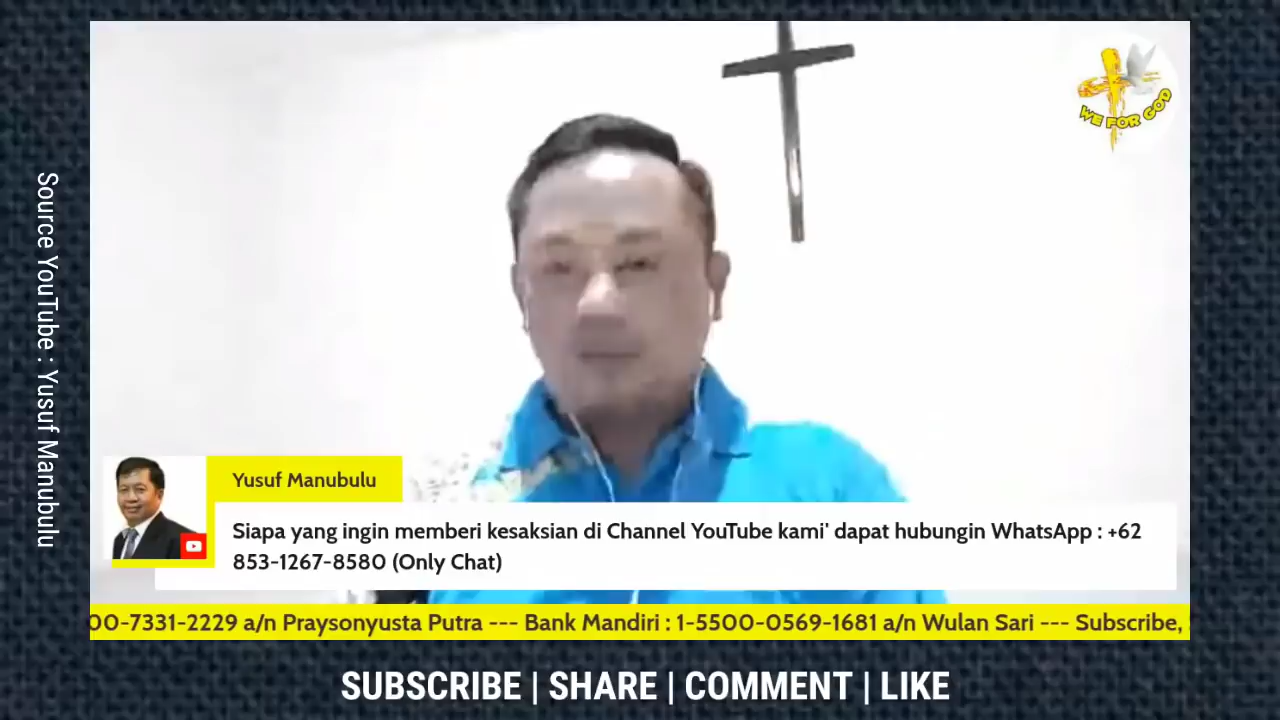 WE FOR GOD
Source YouTube : Yusuf Manubulu
Yusuf Manubulu
Siapa yang ingin memberi kesaksian di Channel YouTube kami' dapat hubungin WhatsApp : +62
853-1267-8580 (Only Chat)
00-7331-2229 a/n Praysonyusta Putra --- Bank Mandiri : 1-5500-0569-1681 a/n Wulan Sari --- Subscribe,
SUBSCRIBE | SHARE | COMMENT | LIKE